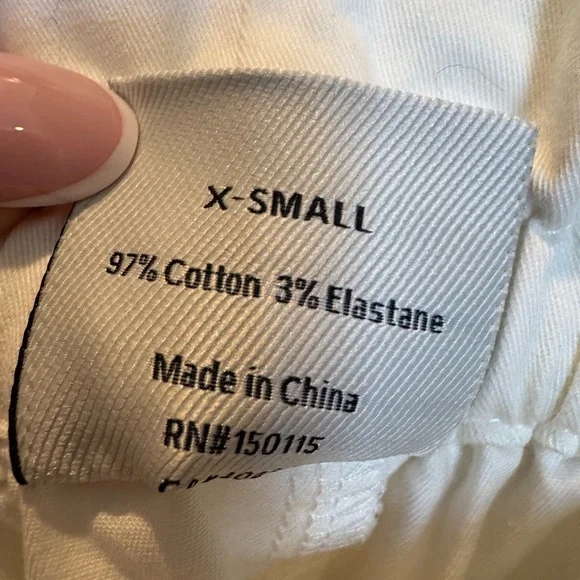 X-SMALL
97% Cotton 3% Elastane
Made in China
RN#150115